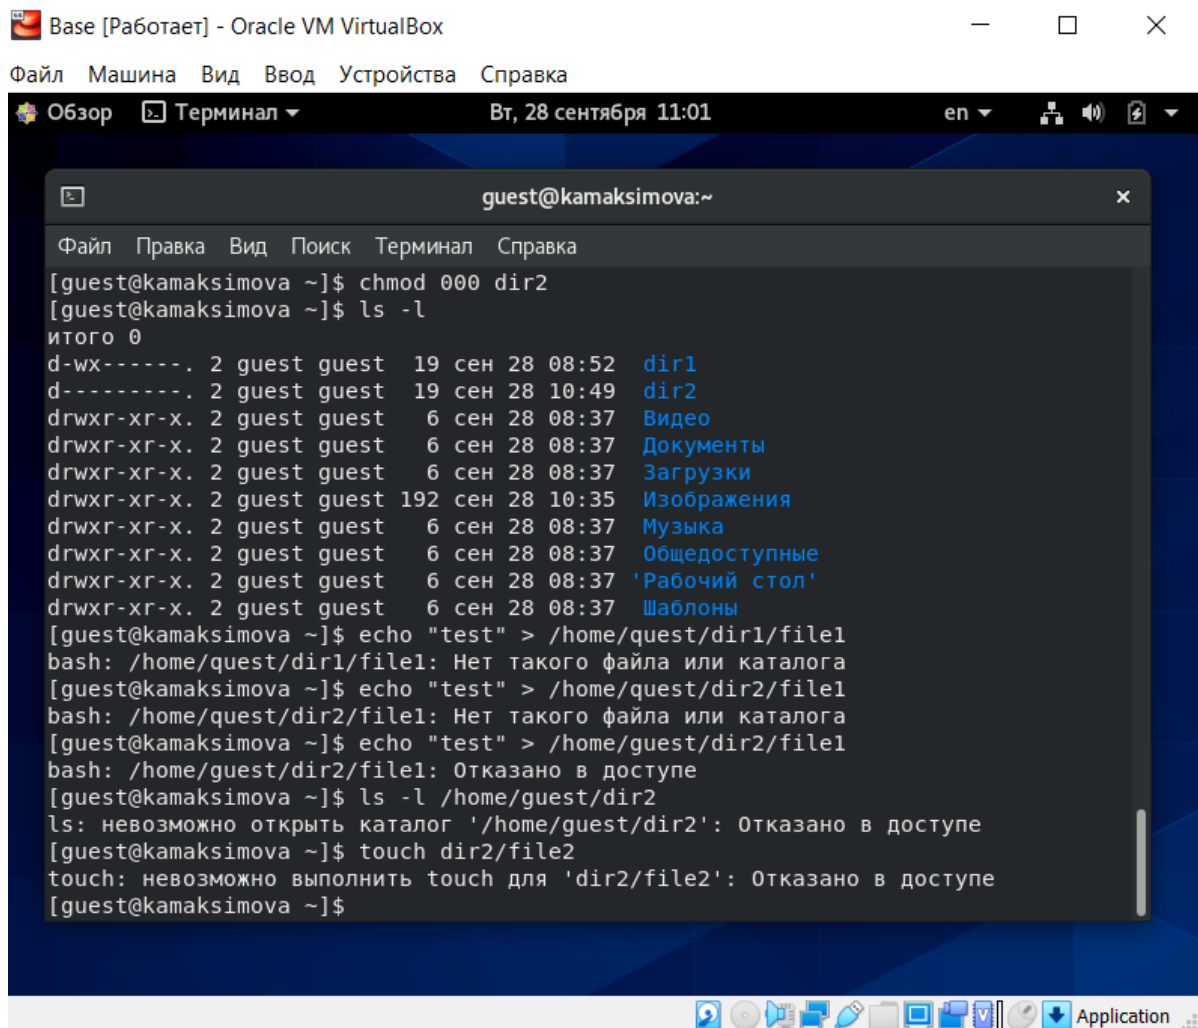 Base [Работает] - Oracle VM VirtualBox
Файл Машина Вид Ввод Устройства Справка
Обзор Терминал Вт, 28 сентября 11:01 en
guest@kamaksimova:~
Файл Правка Вид Поиск Терминал Справка
[guest@kamaksimova ~]$ chmod 000 dir2
[guest@kamaksimova ~]$ ls -l
итого 0
d-wx------. 2 guest guest  19 сен 28 08:52  dir1
d---------. 2 guest guest  19 сен 28 10:49  dir2
drwxr-xr-x. 2 guest guest   6 сен 28 08:37  Видео
drwxr-xr-x. 2 guest guest   6 сен 28 08:37  Документы
drwxr-xr-x. 2 guest guest   6 сен 28 08:37  Загрузки
drwxr-xr-x. 2 guest guest 192 сен 28 10:35  Изображения
drwxr-xr-x. 2 guest guest   6 сен 28 08:37  Музыка
drwxr-xr-x. 2 guest guest   6 сен 28 08:37  Общедоступные
drwxr-xr-x. 2 guest guest   6 сен 28 08:37 'Рабочий стол'
drwxr-xr-x. 2 guest guest   6 сен 28 08:37  Шаблоны
[guest@kamaksimova ~]$ echo "test" > /home/quest/dir1/file1
bash: /home/quest/dir1/file1: Нет такого файла или каталога
[guest@kamaksimova ~]$ echo "test" > /home/quest/dir2/file1
bash: /home/quest/dir2/file1: Нет такого файла или каталога
[guest@kamaksimova ~]$ echo "test" > /home/guest/dir2/file1
bash: /home/guest/dir2/file1: Отказано в доступе
[guest@kamaksimova ~]$ ls -l /home/guest/dir2
ls: невозможно открыть каталог '/home/guest/dir2': Отказано в доступе
[guest@kamaksimova ~]$ touch dir2/file2
touch: невозможно выполнить touch для 'dir2/file2': Отказано в доступе
[guest@kamaksimova ~]$
Application